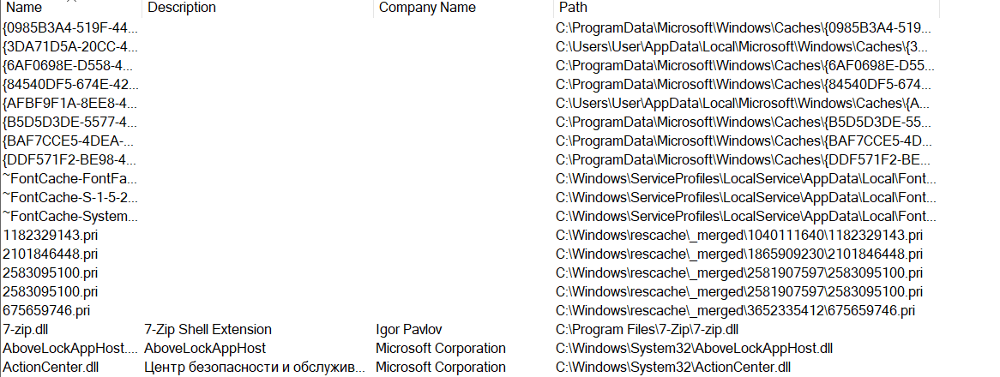 Name Description Company Name Path
{0985B3A4-519F-44... C:\ProgramData\Microsoft\Windows\Caches\{0985B3A4-519...
{3DA71D5A-20CC-4... C:\Users\User\AppData\Local\Microsoft\Windows\Caches\{3...
{6AF0698E-D558-4... C:\ProgramData\Microsoft\Windows\Caches\{6AF0698E-D55...
{84540DF5-674E-42... C:\ProgramData\Microsoft\Windows\Caches\{84540DF5-674...
{AFBF9F1A-8EE8-4... C:\Users\User\AppData\Local\Microsoft\Windows\Caches\{A...
{B5D5D3DE-5577-4... C:\ProgramData\Microsoft\Windows\Caches\{B5D5D3DE-55...
{BAF7CCE5-4DEA-... C:\ProgramData\Microsoft\Windows\Caches\{BAF7CCE5-4D...
{DDF571F2-BE98-4... C:\ProgramData\Microsoft\Windows\Caches\{DDF571F2-BE...
~FontCache-FontFa... C:\Windows\ServiceProfiles\LocalService\AppData\Local\Font...
~FontCache-S-1-5-2... C:\Windows\ServiceProfiles\LocalService\AppData\Local\Font...
~FontCache-System... C:\Windows\ServiceProfiles\LocalService\AppData\Local\Font...
1182329143.pri C:\Windows\rescache\_merged\1040111640\1182329143.pri
2101846448.pri C:\Windows\rescache\_merged\1865909230\2101846448.pri
2583095100.pri C:\Windows\rescache\_merged\2581907597\2583095100.pri
2583095100.pri C:\Windows\rescache\_merged\2581907597\2583095100.pri
675659746.pri C:\Windows\rescache\_merged\3652335412\675659746.pri
7-zip.dll 7-Zip Shell Extension Igor Pavlov C:\Program Files\7-Zip\7-zip.dll
AboveLockAppHost.... AboveLockAppHost Microsoft Corporation C:\Windows\System32\AboveLockAppHost.dll
ActionCenter.dll Центр безопасности и обслужив... Microsoft Corporation C:\Windows\System32\ActionCenter.dll